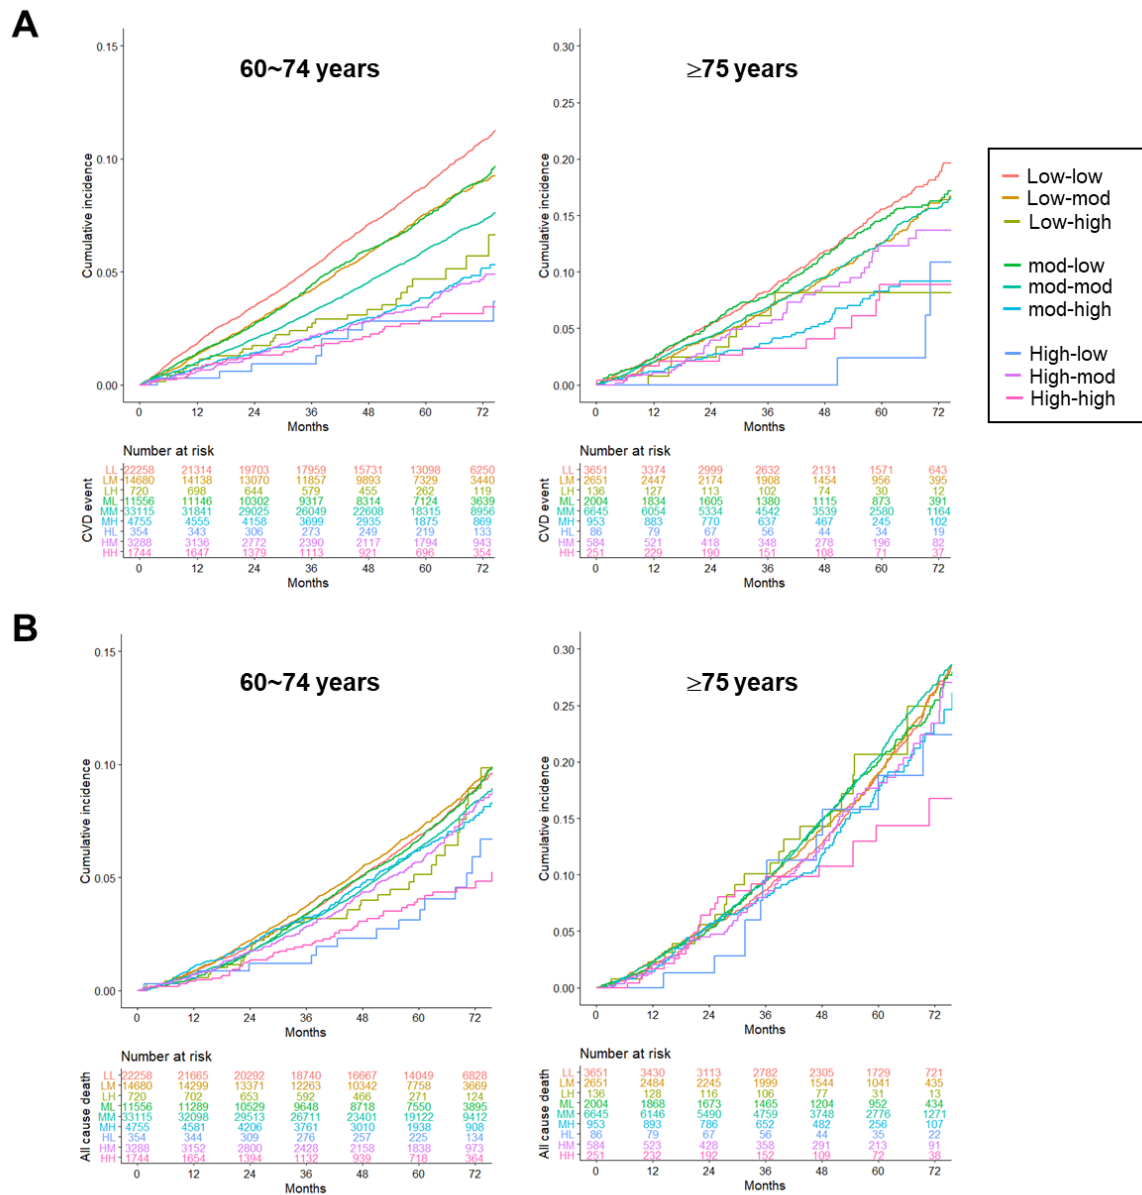 A
60~74 years
≥75 years
0.15
0.10
0.05
0.00
Cumulative incidence
0 12 24 36 48 60 72
Months
0.30
0.25
0.20
0.15
0.10
0.05
0.00
Cumulative incidence
0 12 24 36 48 60 72
Months
Low-low
Low-mod
Low-high
mod-low
mod-mod
mod-high
High-low
High-mod
High-high
Number at risk
CVD event
LL 22258 21314 19703 17959 15731 13098 6250
LM 14680 14138 13070 11857 9893 7329 3440
LH 720 698 644 579 455 262 119
ML 11556 11146 10302 9317 8314 7124 3639
MM 33115 31841 29025 26049 22608 18315 8956
MH 4755 4555 4158 3699 2935 1875 869
HL 354 343 306 273 249 219 133
HM 3288 3136 2772 2390 2117 1794 943
HH 1744 1647 1379 1113 921 696 354
0 12 24 36 48 60 72
Months
Number at risk
CVD event
LL 3651 3374 2999 2632 2131 1571 643
LM 2651 2447 2174 1908 1454 956 395
LH 136 127 113 102 74 30 12
ML 2004 1834 1605 1380 1115 873 391
MM 6645 6054 5334 4542 3539 2580 1164
MH 953 883 770 637 467 245 102
HL 86 79 67 56 44 34 19
HM 584 521 418 348 278 196 82
HH 251 229 190 151 108 71 37
0 12 24 36 48 60 72
Months
B
60~74 years
≥75 years
0.15
0.10
0.05
0.00
Cumulative incidence
0 12 24 36 48 60 72
Months
0.30
0.25
0.20
0.15
0.10
0.05
0.00
Cumulative incidence
0 12 24 36 48 60 72
Months
Number at risk
All cause death
LL 22258 21665 20292 18740 16667 14049 6828
LM 14680 14299 13371 12263 10342 7758 3669
LH 720 702 653 592 466 271 124
ML 11556 11289 10529 9648 8718 7550 3895
MM 33115 32098 29513 26711 23401 19129 9412
MH 4755 4581 4206 3761 3010 1938 908
HL 354 344 309 276 257 225 134
HM 3288 3152 2800 2428 2158 1838 973
HH 1744 1654 1394 1132 939 718 364
0 12 24 36 48 60 72
Months
Number at risk
All cause death
LL 3651 3430 3113 2782 2305 1729 721
LM 2651 2484 2245 1999 1544 1041 435
LH 136 128 116 106 77 31 13
ML 2004 1868 1673 1465 1204 952 434
MM 6645 6146 5490 4759 3748 2776 1271
MH 953 893 786 652 482 256 107
HL 86 79 67 56 44 35 22
HM 584 523 428 358 291 213 91
HH 251 232 192 152 109 72 38
0 12 24 36 48 60 72
Months